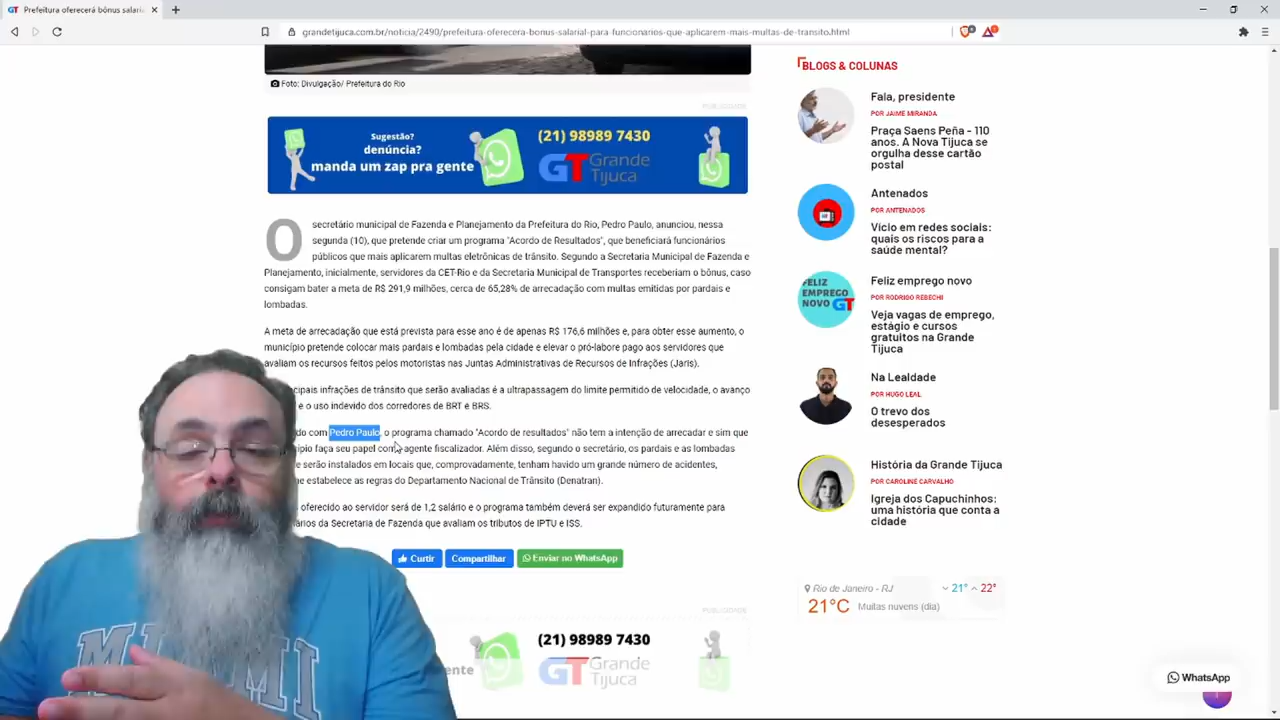 Prefeitura oferecerá bônus salari
grandetijuca.com.br/noticia/2490/prefeitura-oferecera-bonus-salarial-para-funcionarios-que-aplicarem-mais-multas-de-transito.html
Foto: Divulgação/ Prefeitura do Rio
PUBLICIDADE
Sugestão?
denúncia?
manda um zap pra gente
(21) 98989 7430
GT Grande
Tijuca
O secretário municipal de Fazenda e Planejamento da Prefeitura do Rio, Pedro Paulo, anunciou, nessa
segunda (10), que pretende criar um programa "Acordo de Resultados", que beneficiará funcionários
públicos que mais aplicarem multas eletrônicas de trânsito. Segundo a Secretaria Municipal de Fazenda e
Planejamento, inicialmente, servidores da CET-Rio e da Secretaria Municipal de Transportes receberiam o bônus, caso
consigam bater a meta de R$ 291,9 milhões, cerca de 65,28% de arrecadação com multas emitidas por pardais e
lombadas.
A meta de arrecadação que está prevista para esse ano é de apenas R$ 176,6 milhões e, para obter esse aumento, o
município pretende colocar mais pardais e lombadas pela cidade e elevar o pró-labore pago aos servidores que
avaliam os recursos feitos pelos motoristas nas Juntas Administrativas de Recursos de Infrações (Jaris).
cipais infrações de trânsito que serão avaliadas é a ultrapassagem do limite permitido de velocidade, o avanço
e o uso indevido dos corredores de BRT e BRS.
do com Pedro Paulo, o programa chamado "Acordo de resultados" não tem a intenção de arrecadar e sim que
ípio faça seu papel como agente fiscalizador. Além disso, segundo o secretário, os pardais e as lombadas
e serão instalados em locais que, comprovadamente, tenham havido um grande número de acidentes,
ne estabelece as regras do Departamento Nacional de Trânsito (Denatran).
oferecido ao servidor será de 1,2 salário e o programa também deverá ser expandido futuramente para
ários da Secretaria de Fazenda que avaliam os tributos de IPTU e ISS.
Curtir
Compartilhar
Enviar no WhatsApp
PUBLICIDADE
ente
(21) 98989 7430
GT Grande
Tijuca
MIAMI
BLOGS & COLUNAS
Fala, presidente
POR JAIME MIRANDA
Praça Saens Peña - 110
anos. A Nova Tijuca se
orgulha desse cartão
postal
Antenados
POR ANTENADOS
Vício em redes sociais:
quais os riscos para a
saúde mental?
FELIZ
EMPREGO
NOVO GT
Feliz emprego novo
POR RODRIGO REBECHI
Veja vagas de emprego,
estágio e cursos
gratuitos na Grande
Tijuca
Na Lealdade
POR HUGO LEAL
O trevo dos
desesperados
História da Grande Tijuca
POR CAROLINE CARVALHO
Igreja dos Capuchinhos:
uma história que conta a
cidade
Rio de Janeiro - RJ
21° 22°
21°C Muitas nuvens (dia)
WhatsApp